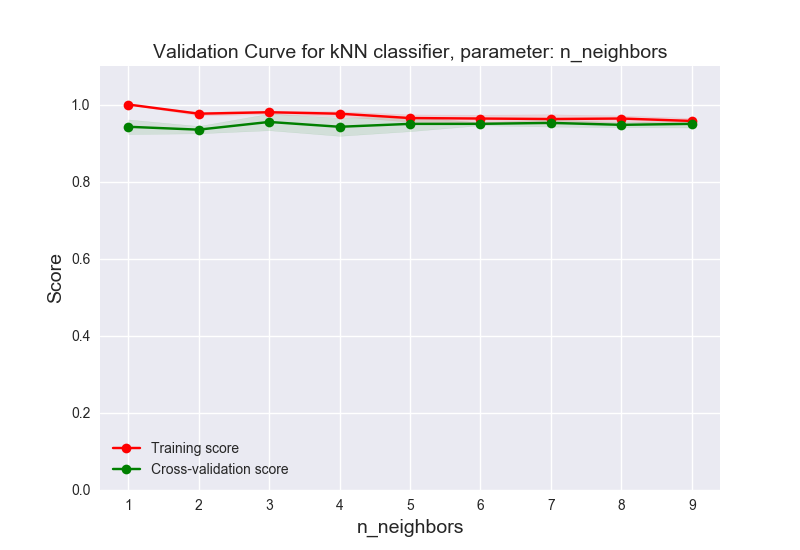 Validation Curve for kNN classifier, parameter: n_neighbors
Score
1.0
0.8
0.6
0.4
0.2
0.0
Training score
Cross-validation score
1 2 3 4 5 6 7 8 9
n_neighbors